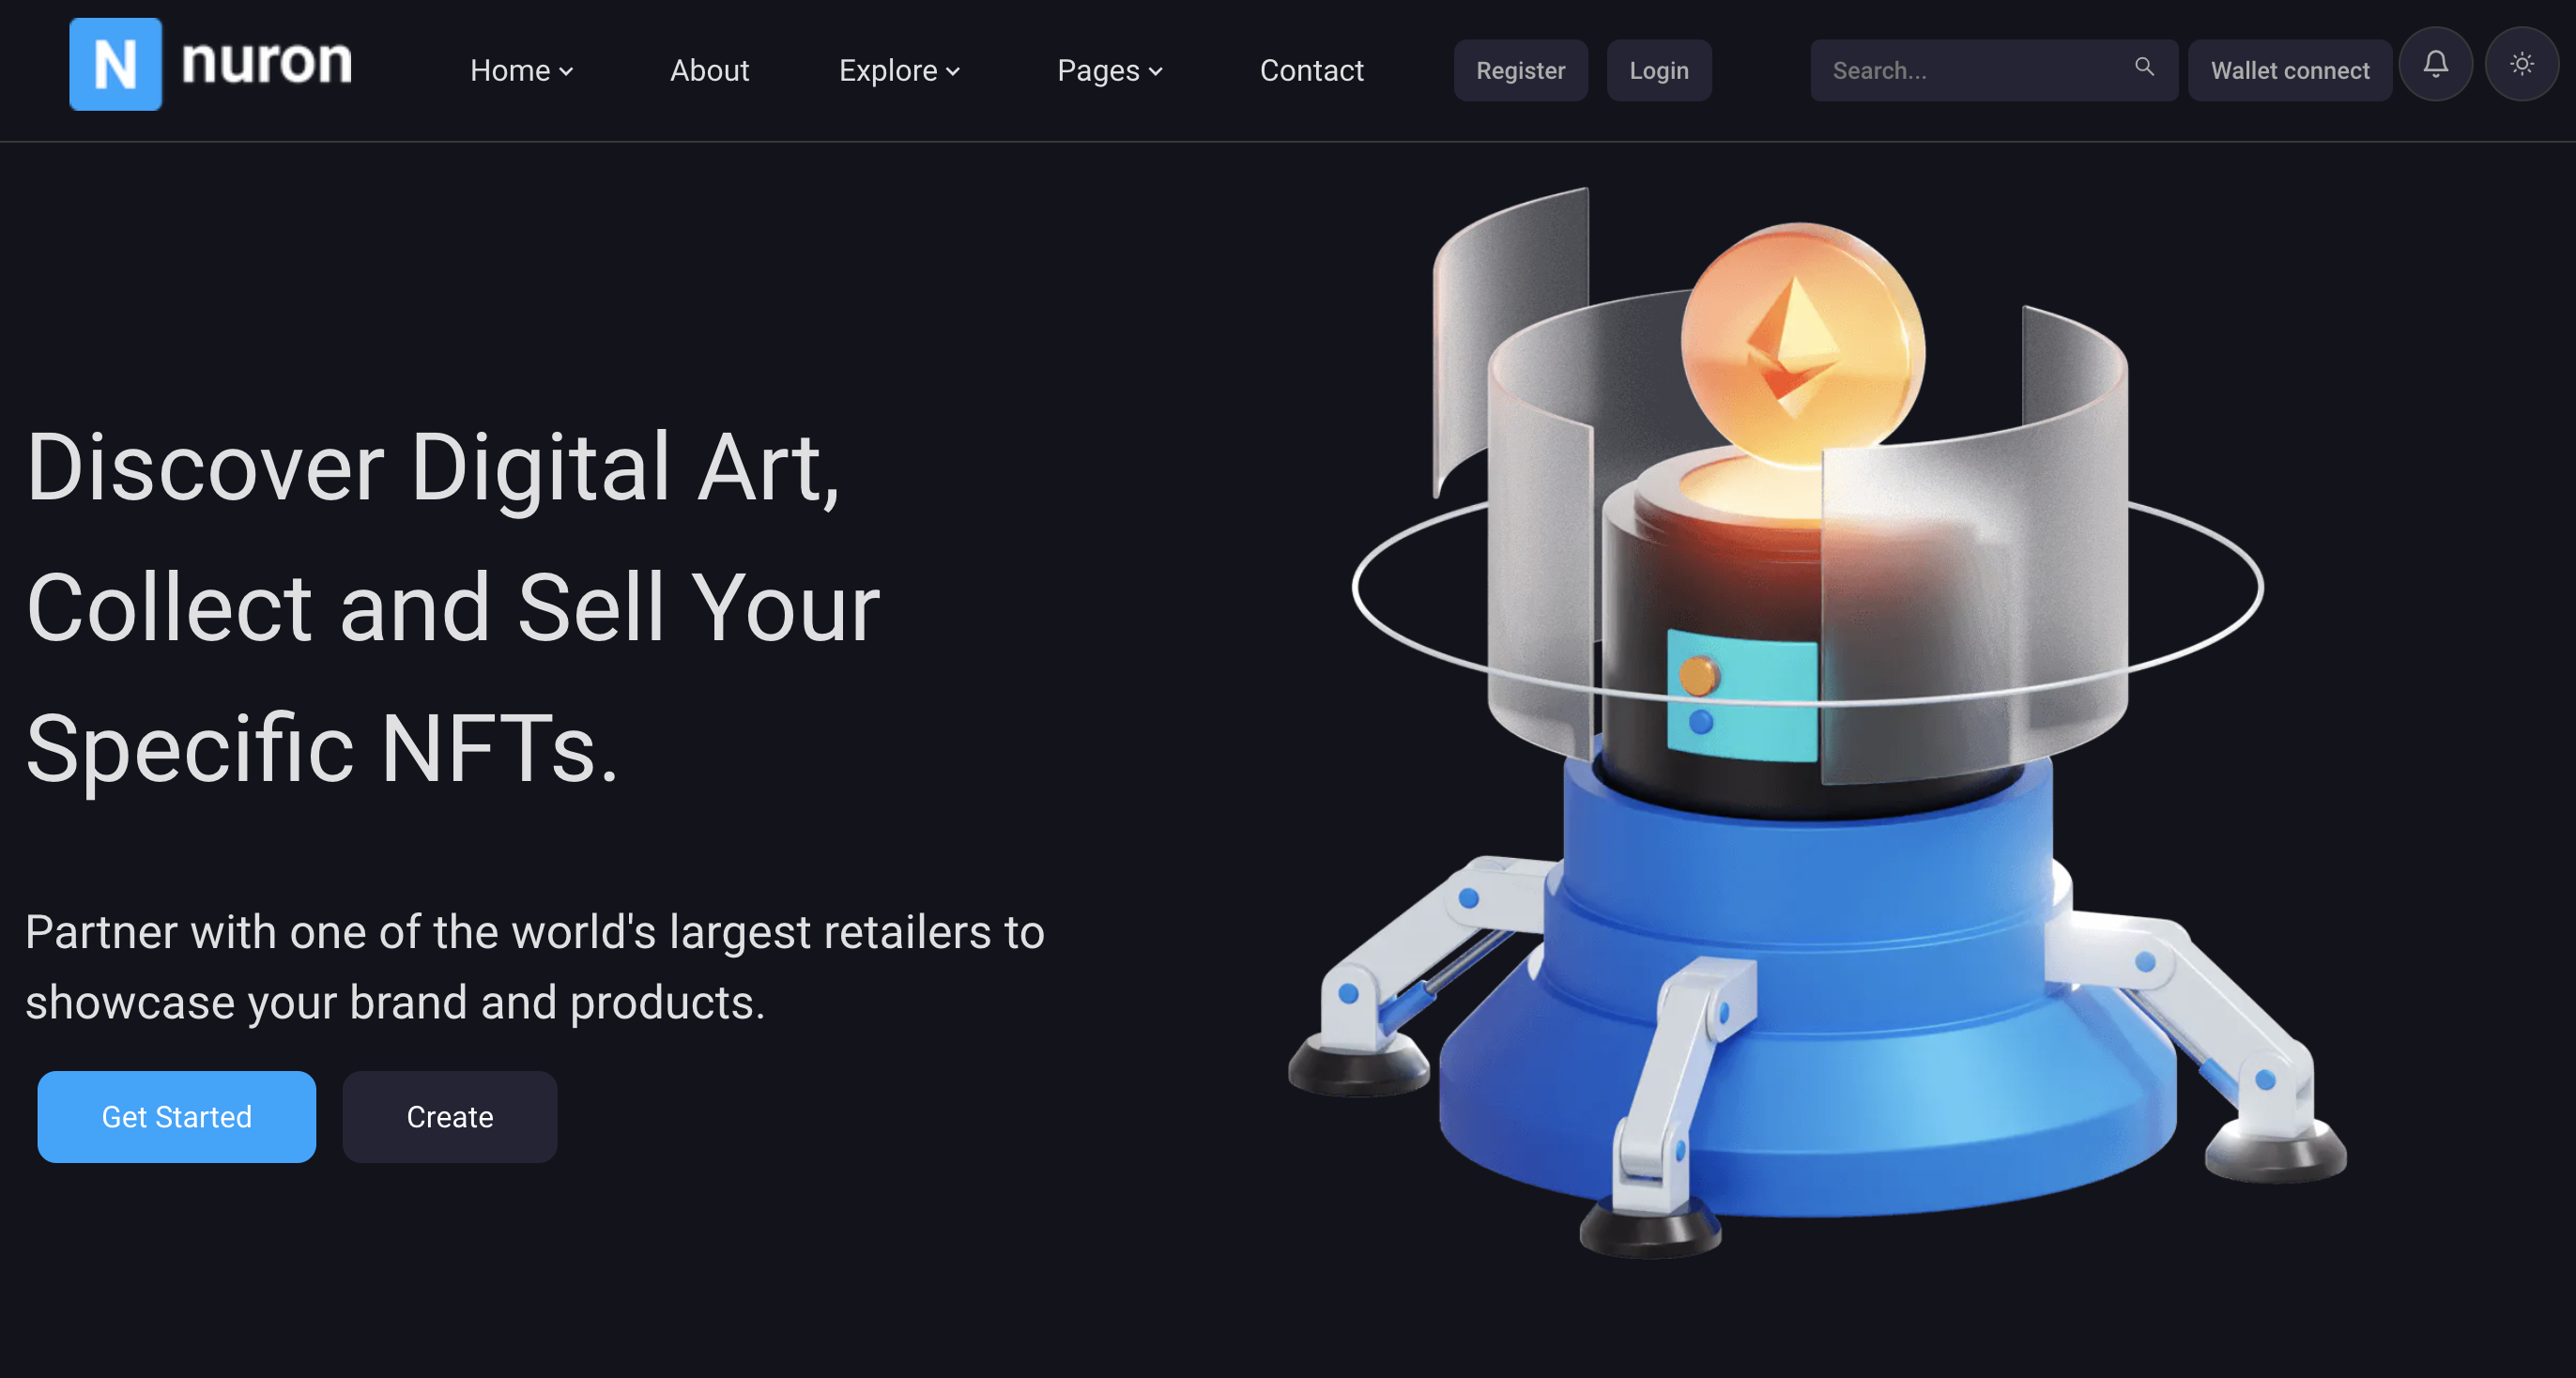 N nuron
Home
About
Explore
Pages
Contact
Register
Login
Search...
Wallet connect
Discover Digital Art,
Collect and Sell Your
Specific NFTs.
Partner with one of the world's largest retailers to
showcase your brand and products.
Get Started
Create